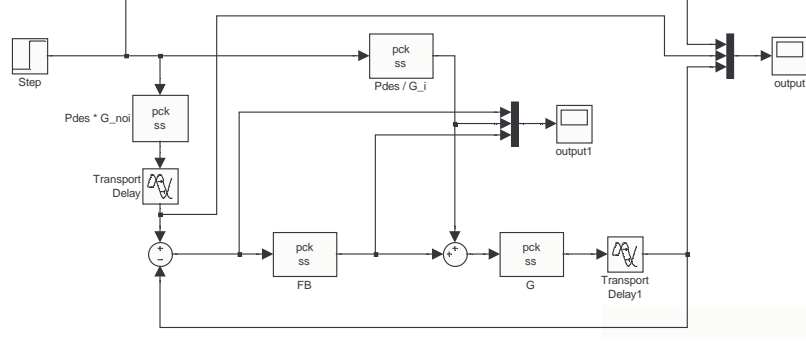 pck
ss
Pdes / G_i
Step
output
pck
ss
Pdes * G_noi
output1
Transport
Delay
+
−
pck
ss
FB
+
+
pck
ss
G
Transport
Delay1